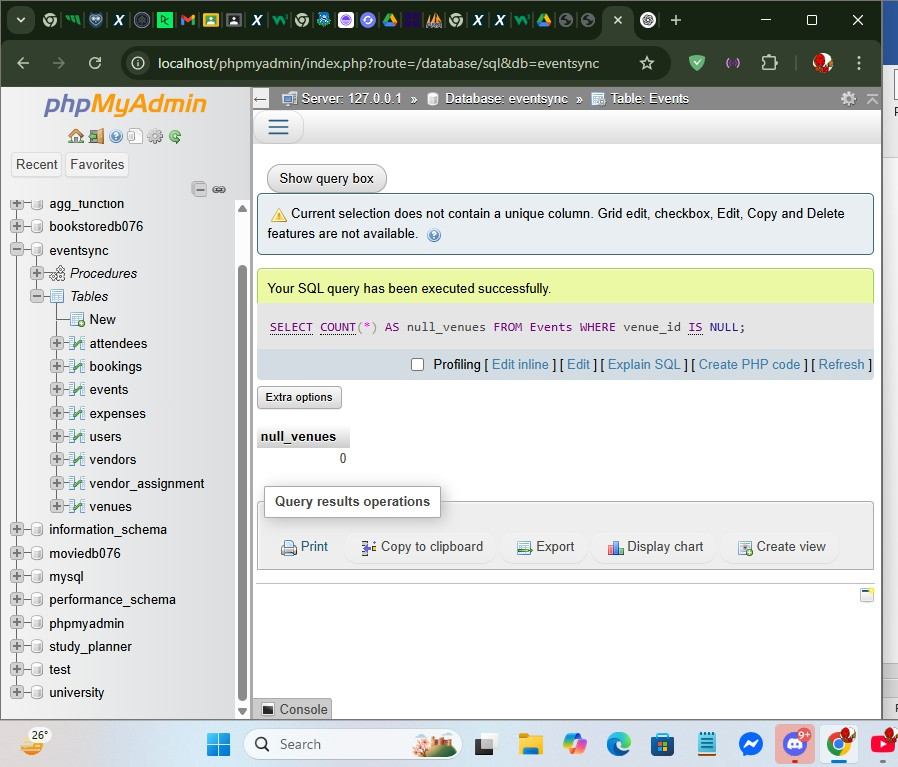 localhost/phpmyadmin/index.php?route=/database/sql&db=eventsync
phpMyAdmin
Recent
Favorites
agg_function
bookstoredb076
eventsync
Procedures
Tables
New
attendees
bookings
events
expenses
users
vendors
vendor_assignment
venues
information_schema
moviedb076
mysql
performance_schema
phpmyadmin
study_planner
test
university
Server: 127.0.0.1 » Database: eventsync » Table: Events
Show query box
Current selection does not contain a unique column. Grid edit, checkbox, Edit, Copy and Delete
features are not available.
Your SQL query has been executed successfully.
SELECT COUNT(*) AS null_venues FROM Events WHERE venue_id IS NULL;
Profiling [ Edit inline ] [ Edit ] [ Explain SQL ] [ Create PHP code ] [ Refresh ]
Extra options
null_venues
0
Query results operations
Print
Copy to clipboard
Export
Display chart
Create view
Console
26°
Search
9+